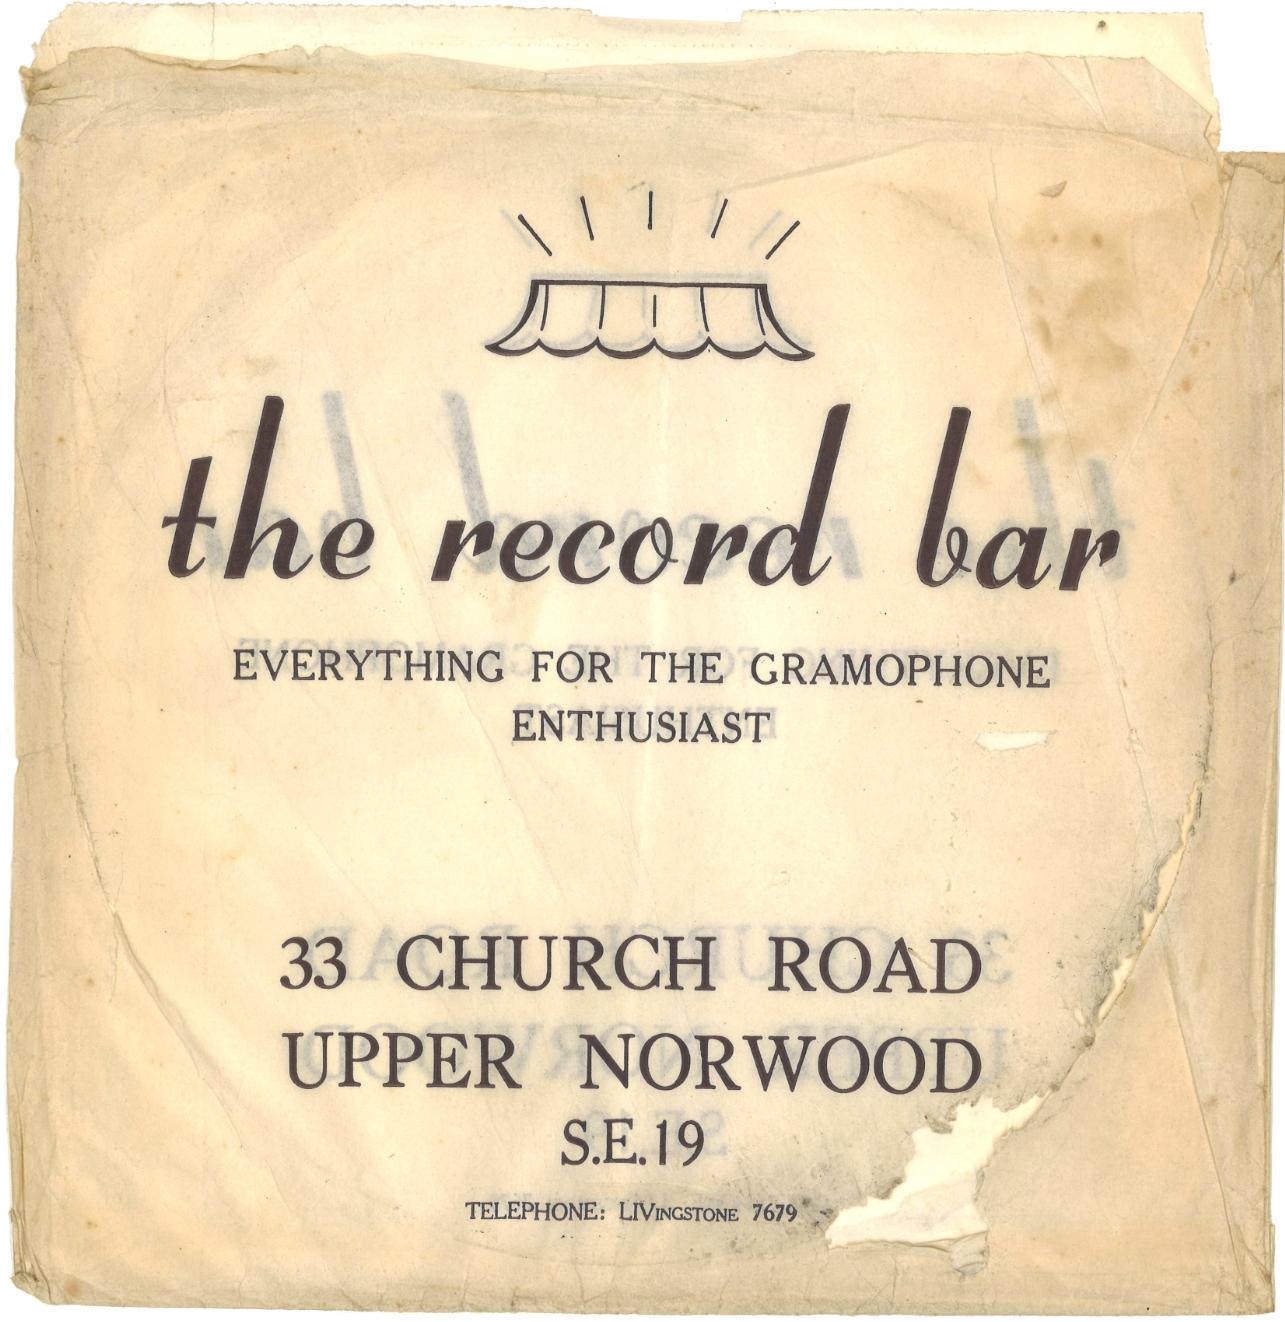 the record bar
EVERYTHING FOR THE GRAMOPHONE
ENTHUSIAST
33 CHURCH ROAD
UPPER NORWOOD
S.E.19
TELEPHONE: LIVINGSTONE 7679